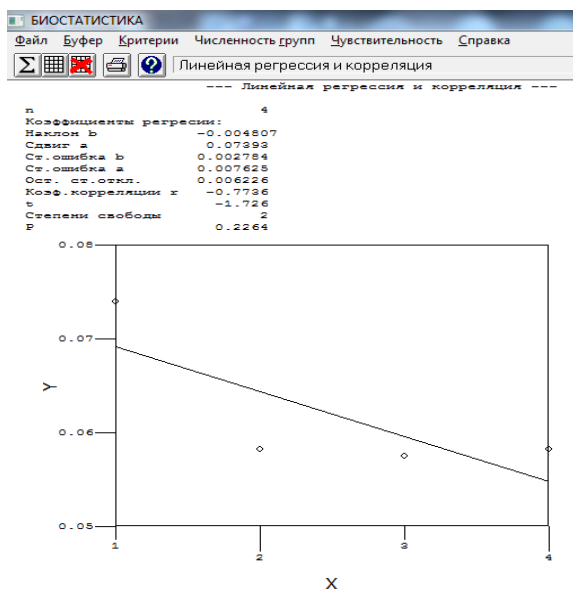 БИОСТАТИСТИКА
Файл Буфер Критерии Численность групп Чувствительность Справка
Σ ? Линейная регрессия и корреляция
--- Линейная регрессия и корреляция ---
n 4
Коэффициенты регресии:
Наклон b -0.004807
Сдвиг a 0.07393
Ст.ошибка b 0.002784
Ст.ошибка a 0.007625
Ост. ст.откл. 0.006226
Коэф.корреляции r -0.7736
t -1.726
Степени свободы 2
P 0.2264
0.08
0.07
Y
0.06
0.05
1 2 3 4
X